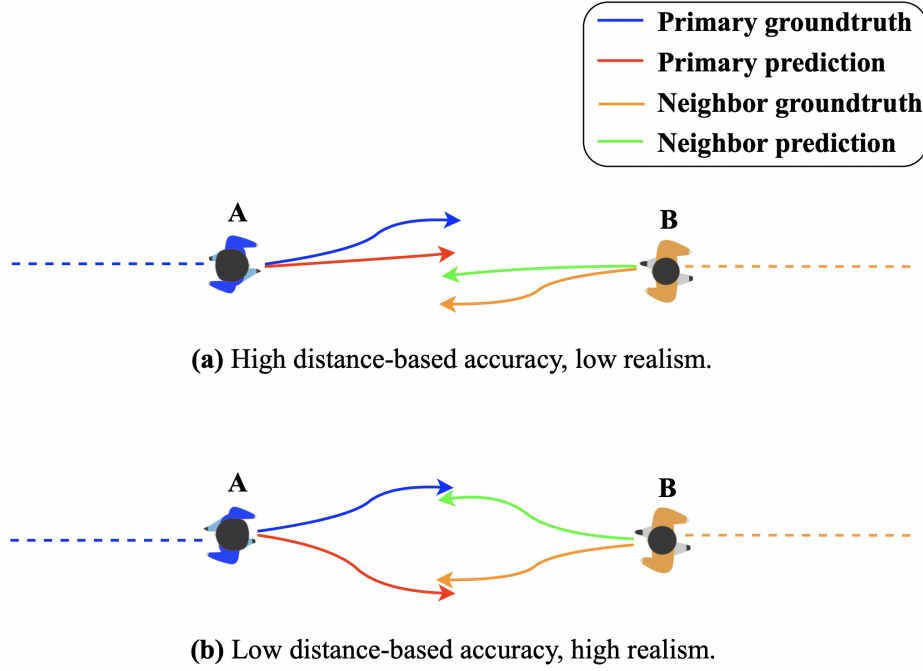 Primary groundtruth
Primary prediction
Neighbor groundtruth
Neighbor prediction
A
B
(a) High distance-based accuracy, low realism.
A
B
(b) Low distance-based accuracy, high realism.